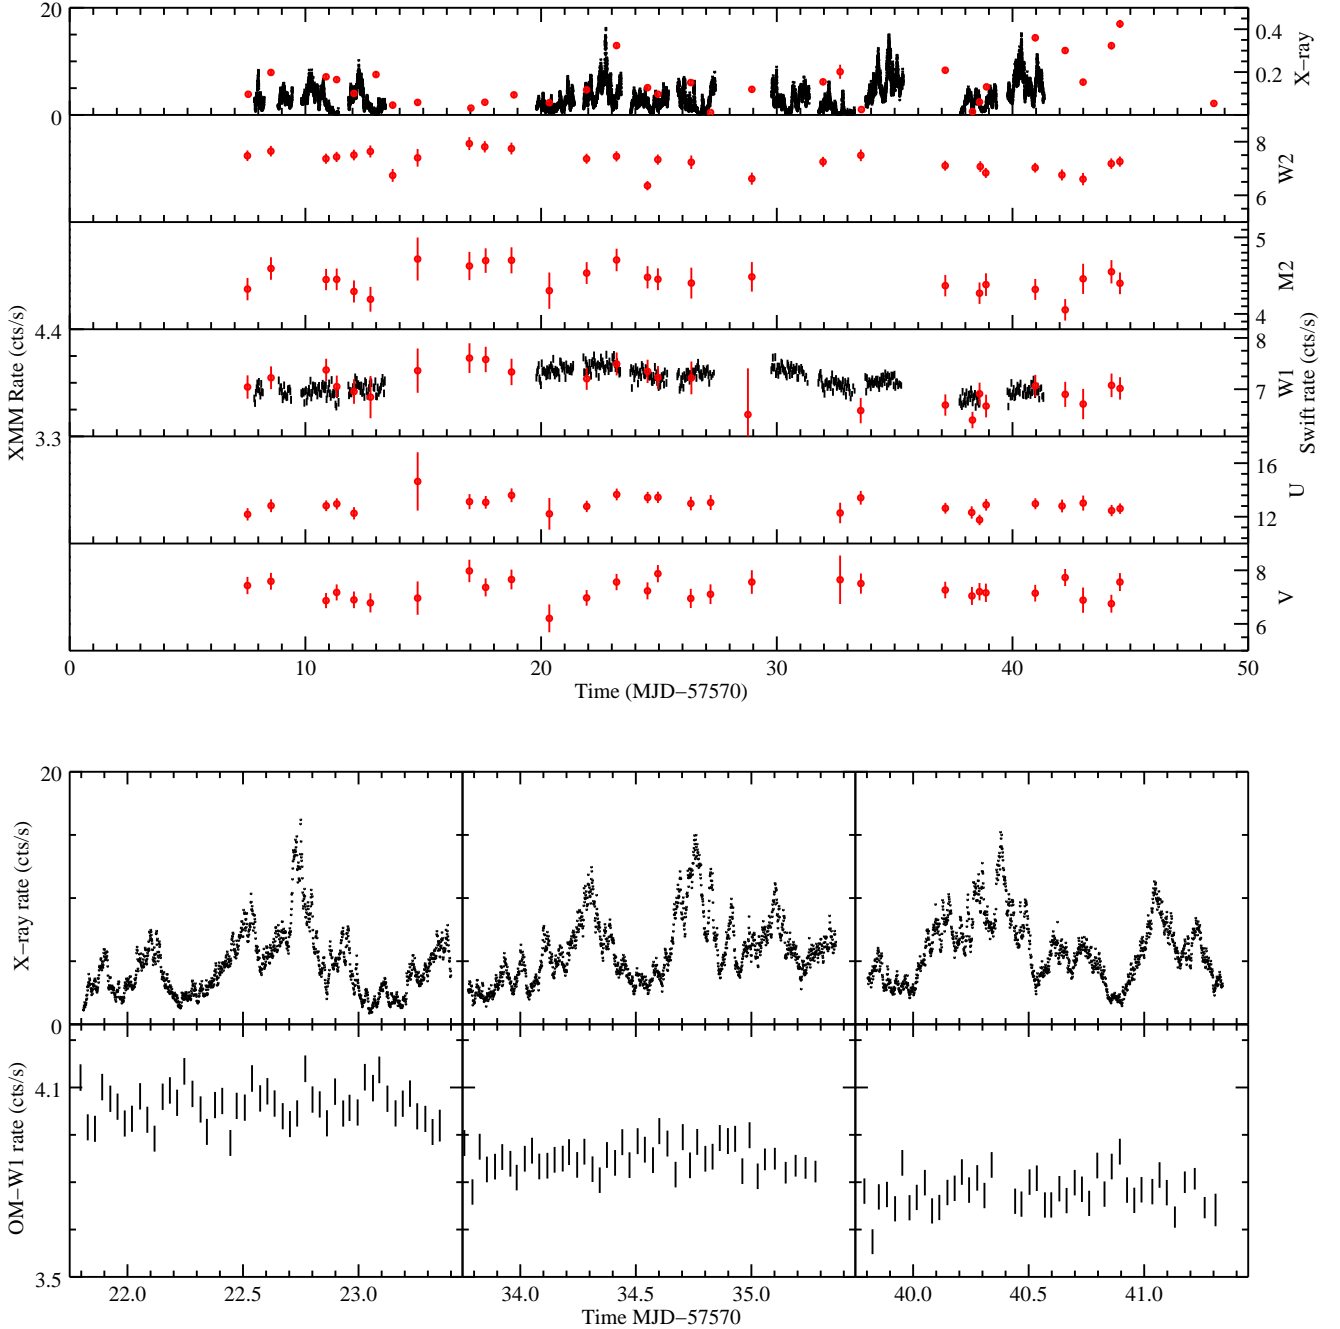 20
0
0.4
0.2
X−ray
8
6
W2
5
4
M2
4.4
3.3
8
7
W1
16
12
U
8
6
V
XMM Rate (cts/s)
Swift rate (cts/s)
0 10 20 30 40 50
Time (MJD−57570)
20
0
X−ray rate (cts/s)
4.1
3.5
OM−W1 rate (cts/s)
22.0 22.5 23.0 34.0 34.5 35.0 40.0 40.5 41.0
Time MJD−57570